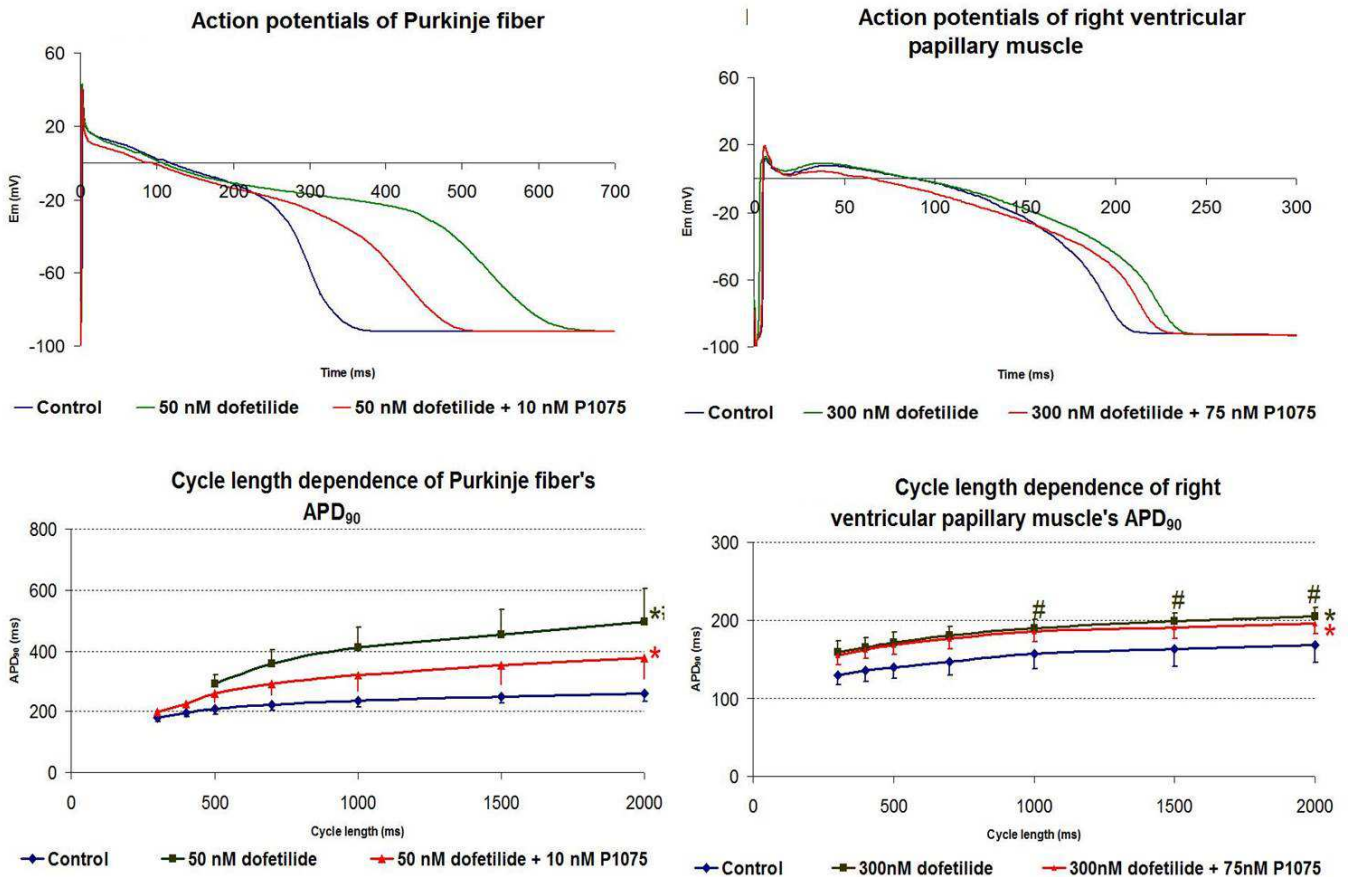 Action potentials of Purkinje fiber
60
20
0 100 200 300 400 500 600 700
-20
-60
-100
Em (mV)
Time (ms)
Control 50 nM dofetilide 50 nM dofetilide + 10 nM P1075
Action potentials of right ventricular
papillary muscle
100
60
20
0 50 100 150 200 250 300
-20
-60
-100
Em (mV)
Time (ms)
Control 300 nM dofetilide 300 nM dofetilide + 75 nM P1075
Cycle length dependence of Purkinje fiber's
APD90
800
600
400
200
0
0 500 1000 1500 2000
APD90 (ms)
Cycle length (ms)
*
*
Control 50 nM dofetilide 50 nM dofetilide + 10 nM P1075
Cycle length dependence of right
ventricular papillary muscle's APD90
300
200
100
0
0 500 1000 1500 2000
APD90 (ms)
Cycle length (ms)
# # #
*
*
Control 300nM dofetilide 300nM dofetilide + 75nM P1075